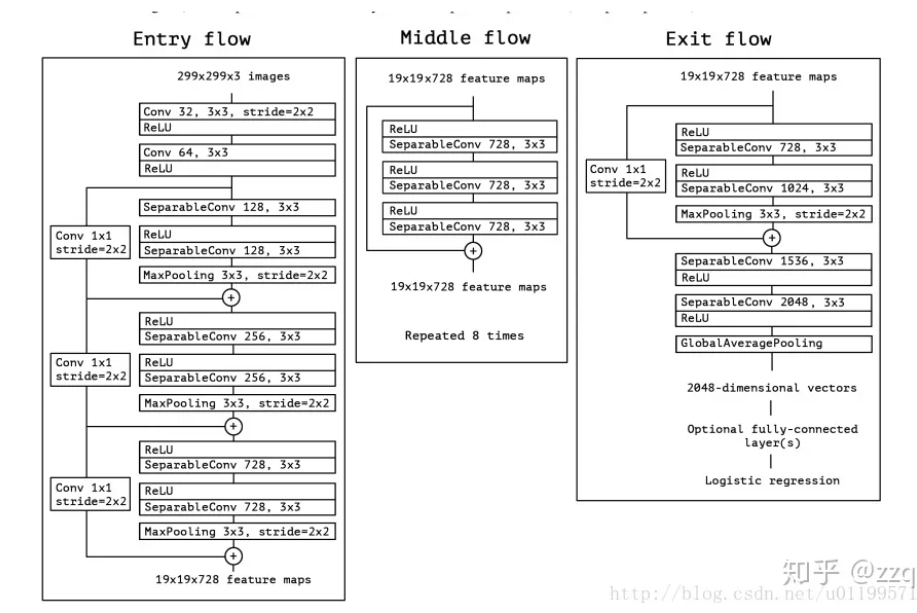 Entry flow
299x299x3 images
Conv 32, 3x3, stride=2x2
ReLU
Conv 64, 3x3
ReLU
SeparableConv 128, 3x3
ReLU
SeparableConv 128, 3x3
MaxPooling 3x3, stride=2x2
Conv 1x1
stride=2x2
+
ReLU
SeparableConv 256, 3x3
ReLU
SeparableConv 256, 3x3
MaxPooling 3x3, stride=2x2
Conv 1x1
stride=2x2
+
ReLU
SeparableConv 728, 3x3
ReLU
SeparableConv 728, 3x3
MaxPooling 3x3, stride=2x2
Conv 1x1
stride=2x2
+
19x19x728 feature maps
Middle flow
19x19x728 feature maps
ReLU
SeparableConv 728, 3x3
ReLU
SeparableConv 728, 3x3
ReLU
SeparableConv 728, 3x3
+
19x19x728 feature maps
Repeated 8 times
Exit flow
19x19x728 feature maps
ReLU
SeparableConv 728, 3x3
ReLU
SeparableConv 1024, 3x3
MaxPooling 3x3, stride=2x2
Conv 1x1
stride=2x2
+
SeparableConv 1536, 3x3
ReLU
SeparableConv 2048, 3x3
ReLU
GlobalAveragePooling
2048-dimensional vectors
Optional fully-connected
layer(s)
Logistic regression
知乎 @zzq
http://blog.csdn.net/u01199571